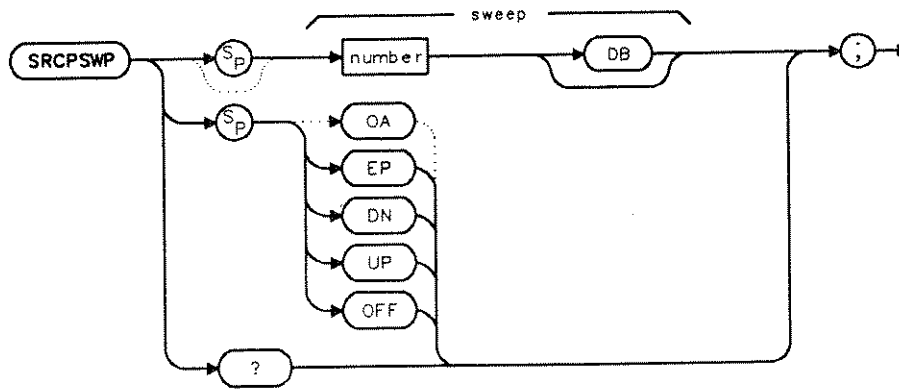 sweep
SRCPSWP SP number DB ;
SP OA
EP
DN
UP
OFF
?